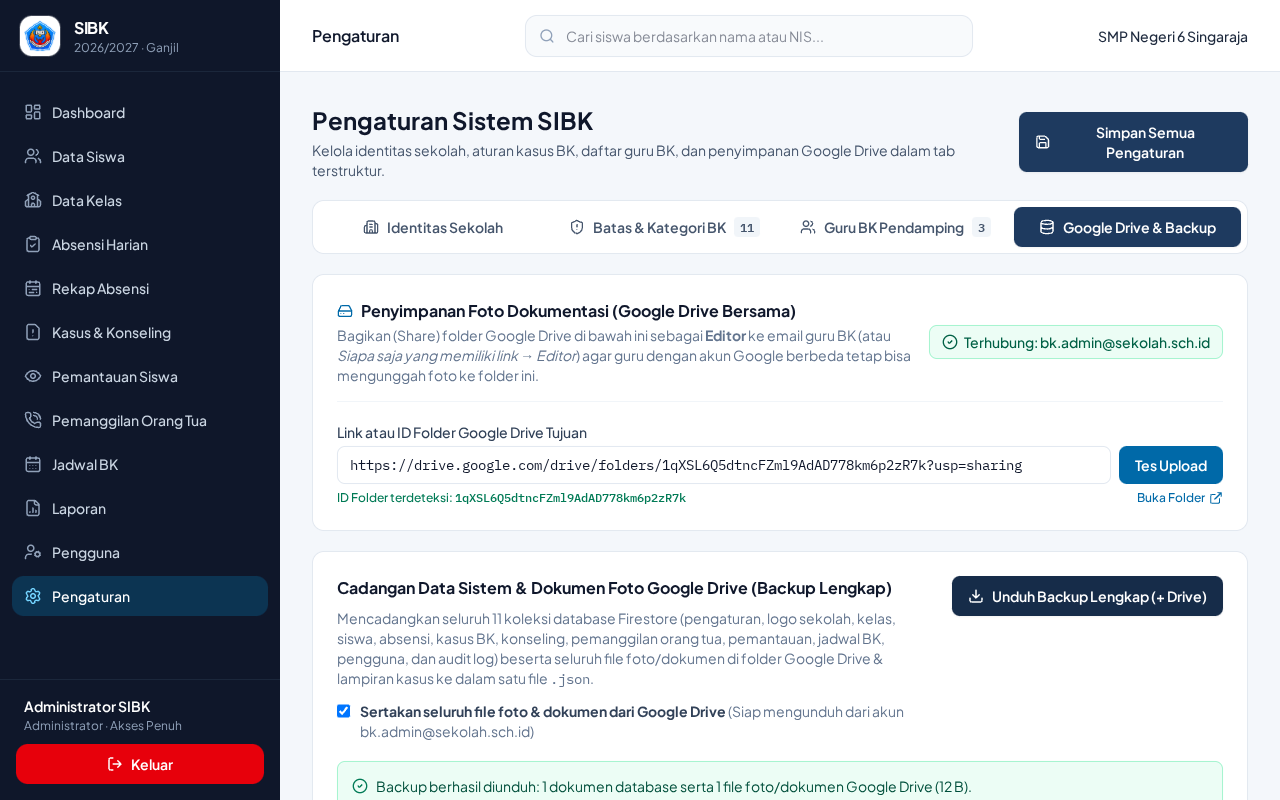 SIBK
2026/2027 · Ganjil
Pengaturan
Cari siswa berdasarkan nama atau NIS...
SMP Negeri 6 Singaraja
Dashboard
Data Siswa
Data Kelas
Absensi Harian
Rekap Absensi
Kasus & Konseling
Pemantauan Siswa
Pemanggilan Orang Tua
Jadwal BK
Laporan
Pengguna
Pengaturan
Administrator SIBK
Administrator · Akses Penuh
Keluar
Pengaturan Sistem SIBK
Kelola identitas sekolah, aturan kasus BK, daftar guru BK, dan penyimpanan Google Drive dalam tab
terstruktur.
Simpan Semua
Pengaturan
Identitas Sekolah
Batas & Kategori BK 11
Guru BK Pendamping 3
Google Drive & Backup
Penyimpanan Foto Dokumentasi (Google Drive Bersama)
Bagikan (Share) folder Google Drive di bawah ini sebagai Editor ke email guru BK (atau
Siapa saja yang memiliki link → Editor) agar guru dengan akun Google berbeda tetap bisa
mengunggah foto ke folder ini.
Terhubung: bk.admin@sekolah.sch.id
Link atau ID Folder Google Drive Tujuan
https://drive.google.com/drive/folders/1qXSL6Q5dtncFZml9AdAD778km6p2zR7k?usp=sharing
Tes Upload
ID Folder terdeteksi: 1qXSL6Q5dtncFZml9AdAD778km6p2zR7k
Buka Folder
Cadangan Data Sistem & Dokumen Foto Google Drive (Backup Lengkap)
Unduh Backup Lengkap (+ Drive)
Mencadangkan seluruh 11 koleksi database Firestore (pengaturan, logo sekolah, kelas,
siswa, absensi, kasus BK, konseling, pemanggilan orang tua, pemantauan, jadwal BK,
pengguna, dan audit log) beserta seluruh file foto/dokumen di folder Google Drive &
lampiran kasus ke dalam satu file .json.
Sertakan seluruh file foto & dokumen dari Google Drive (Siap mengunduh dari akun
bk.admin@sekolah.sch.id)
Backup berhasil diunduh: 1 dokumen database serta 1 file foto/dokumen Google Drive (12 B).